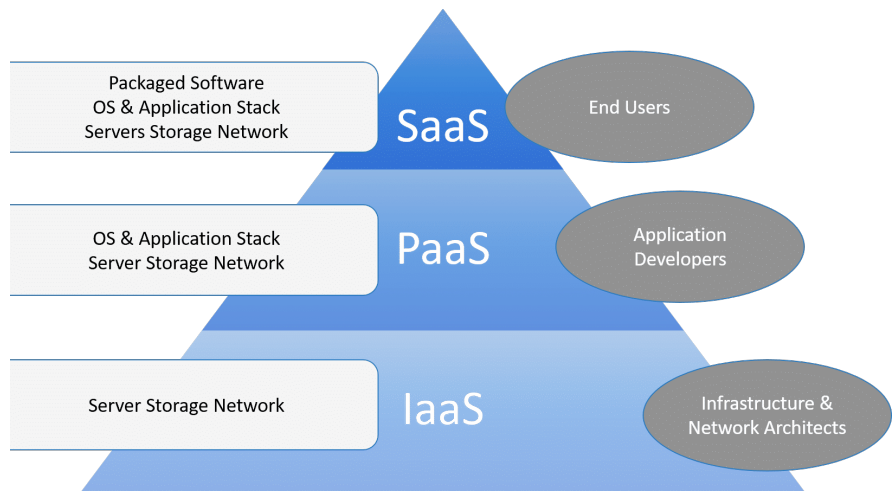 Packaged Software
OS & Application Stack
Servers Storage Network
SaaS
End Users
OS & Application Stack
Server Storage Network
PaaS
Application
Developers
Server Storage Network
IaaS
Infrastructure &
Network Architects